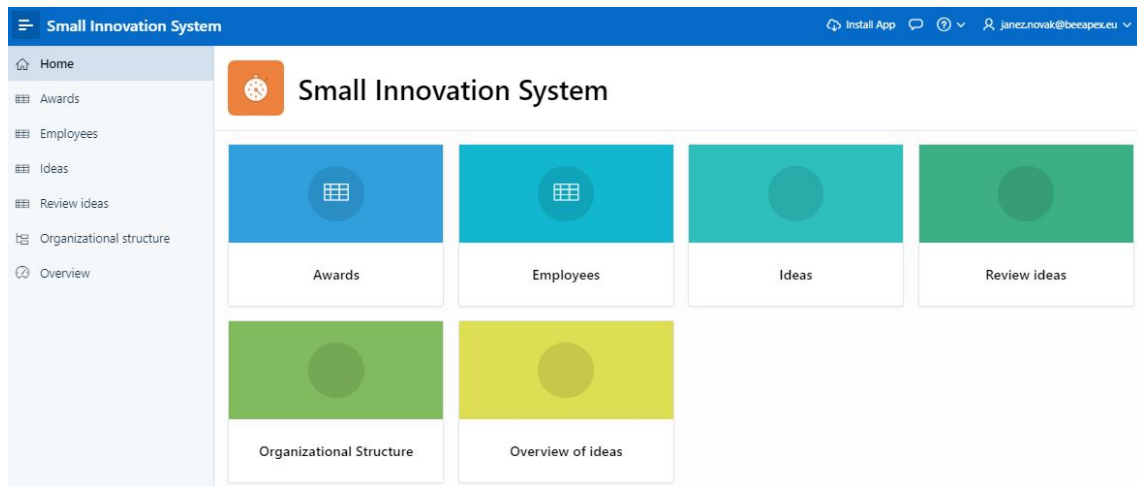 Small Innovation System
Install App
janez.novak@beeapex.eu
Home
Awards
Employees
Ideas
Review ideas
Organizational structure
Overview
Small Innovation System
Awards
Employees
Ideas
Review ideas
Organizational Structure
Overview of ideas